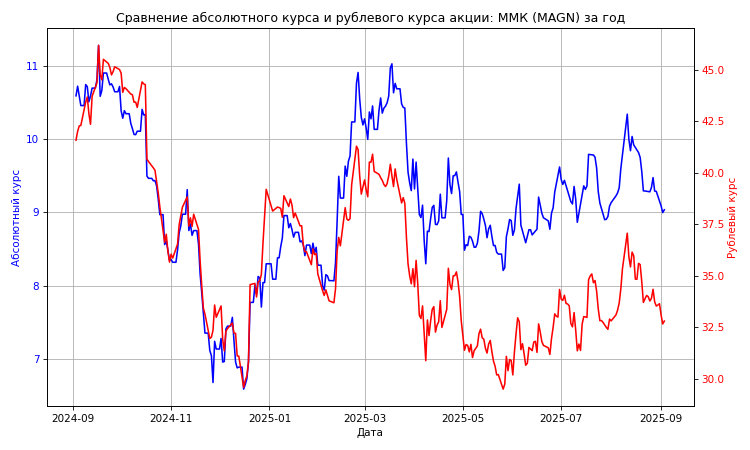 Сравнение абсолютного курса и рублевого курса акции: ММК (MAGN) за год
Абсолютный курс
11
10
9
8
7
45.0
42.5
40.0
37.5
35.0
32.5
30.0
Рублевый курс
2024-09 2024-11 2025-01 2025-03 2025-05 2025-07 2025-09
Дата